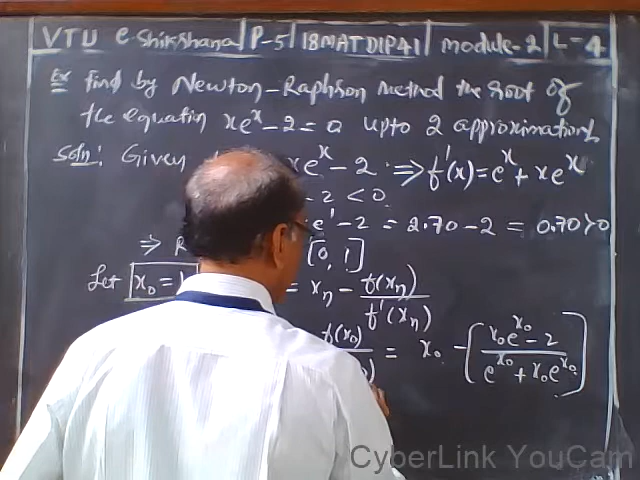 VTU e-Shikshana | P-5 | 18MATDIP41 | module-2 | L-4
Ex find by Newton-Raphson Method the root of
the equation xe^x - 2 = 0 upto 2 approximations
Soln: Given xe^x - 2 ⇒ f'(x) = e^x + xe^x
- 2 < 0
e^1 - 2 = 2.70 - 2 = 0.70 > 0
⇒ [0, 1]
Let x₀ = 1 = xₙ - f(xₙ)/f'(xₙ)
f(x₀) = x₀ - [(x₀e^x₀ - 2)/(e^x₀ + x₀e^x₀)]
CyberLink YouCam